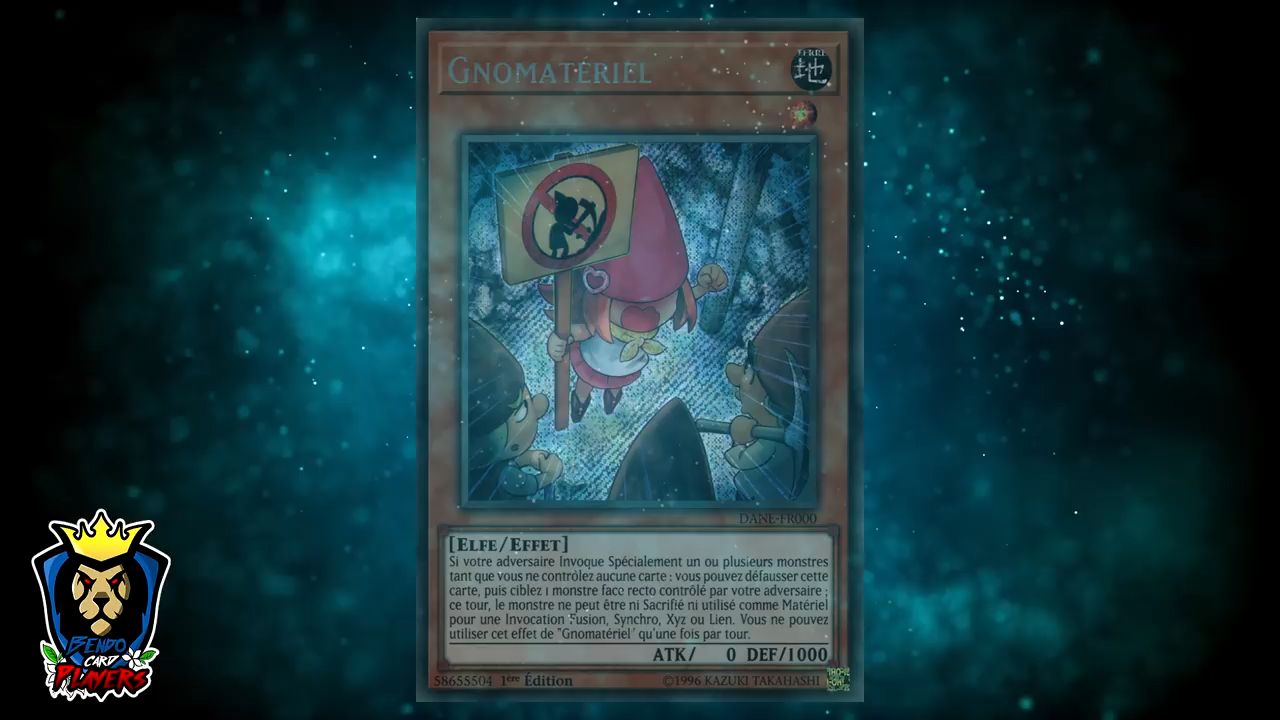 GNOMATÉRIEL
TERRE
地
DANE-FR000
[ELFE/EFFET]
Si votre adversaire Invoque Spécialement un ou plusieurs monstres
tant que vous ne contrôlez aucune carte : vous pouvez défausser cette
carte, puis ciblez 1 monstre face recto contrôlé par votre adversaire ;
ce tour, le monstre ne peut être ni Sacrifié ni utilisé comme Matériel
pour une Invocation Fusion, Synchro, Xyz ou Lien. Vous ne pouvez
utiliser cet effet de "Gnomatériel" qu'une fois par tour.
ATK/ 0 DEF/1000
58655504 1ère Édition ©1996 KAZUKI TAKAHASHI
BENDO
CARD
PLAYERS